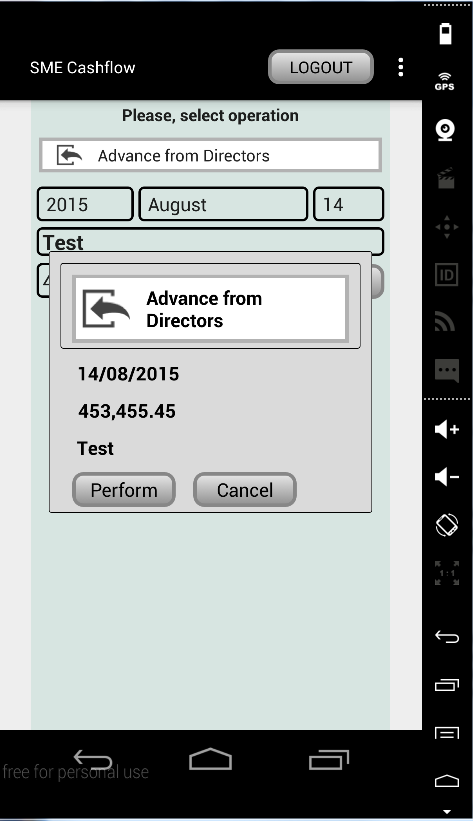 SME Cashflow
LOGOUT
GPS
Please, select operation
Advance from Directors
2015
August
14
Test
4
Advance from
Directors
14/08/2015
453,455.45
Test
Perform
Cancel
ID
1:1
free for personal use